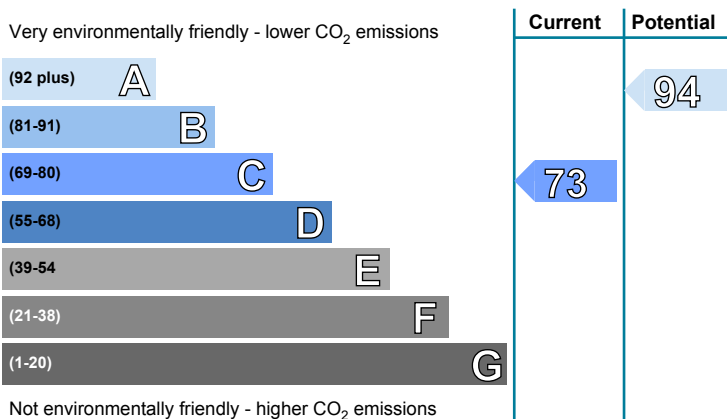 Very environmentally friendly - lower CO2 emissions
Current
Potential
(92 plus) A
94
(81-91) B
(69-80) C
73
(55-68) D
(39-54 E
(21-38) F
(1-20) G
Not environmentally friendly - higher CO2 emissions